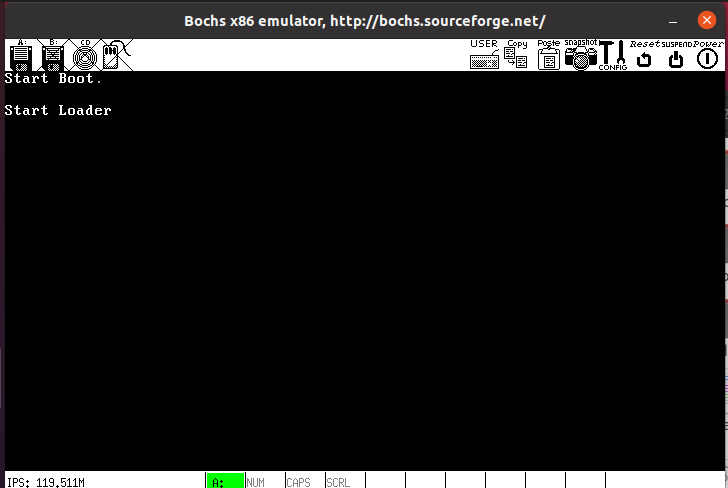 Bochs x86 emulator, http://bochs.sourceforge.net/
A: B: CD USER Copy Paste snapshot CONFIG Reset SUSPEND Power
Start Boot.
Start Loader
IPS: 119,511M A: NUM CAPS SCRL